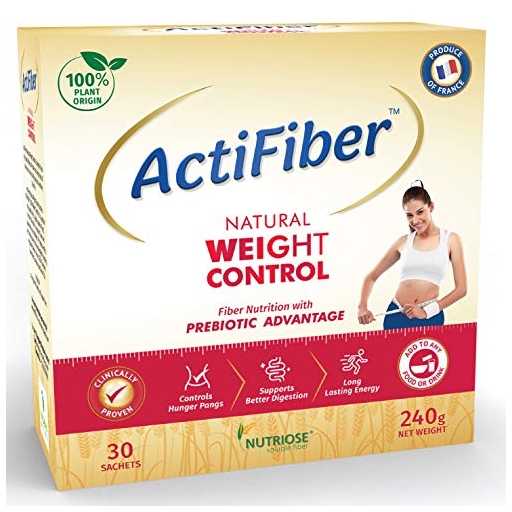 100%
PLANT
ORIGIN
PRODUCE
OF FRANCE
ActiFiber™
NATURAL
WEIGHT
CONTROL
Fiber Nutrition with
PREBIOTIC ADVANTAGE
CLINICALLY
PROVEN
Controls
Hunger Pangs
Supports
Better Digestion
Long
Lasting Energy
ADD TO ANY
FOOD OR DRINK
30
SACHETS
NUTRIOSE®
soluble fiber
240g
NET WEIGHT